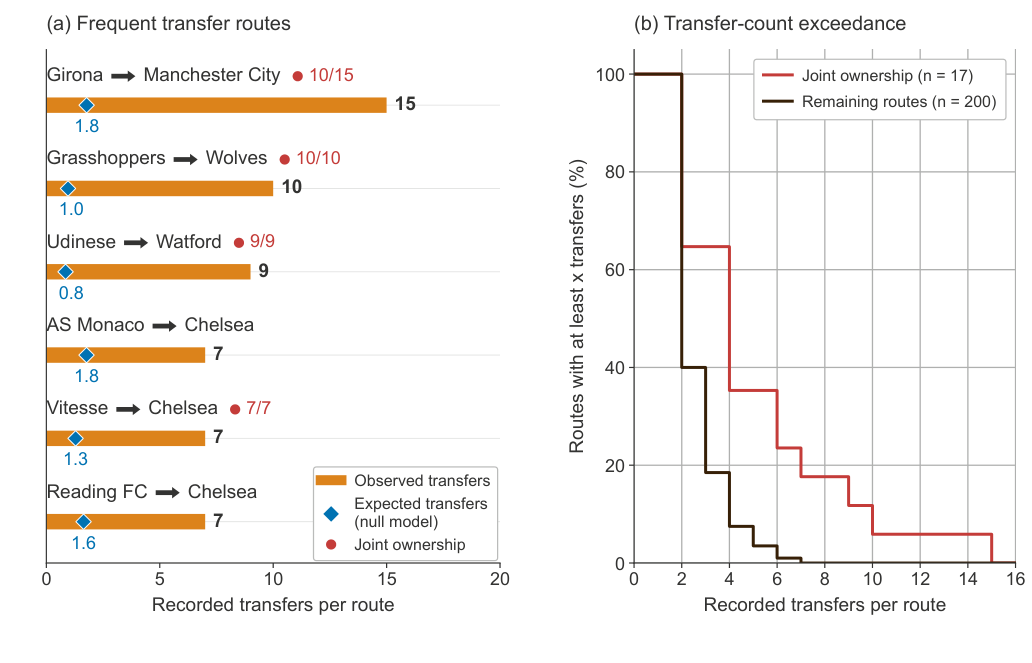 (a) Frequent transfer routes
Girona → Manchester City ● 10/15
15
1.8
Grasshoppers → Wolves ● 10/10
10
1.0
Udinese → Watford ● 9/9
9
0.8
AS Monaco → Chelsea
7
1.8
Vitesse → Chelsea ● 7/7
7
1.3
Reading FC → Chelsea
7
1.6
Observed transfers
Expected transfers
(null model)
Joint ownership
0 5 10 15 20
Recorded transfers per route
(b) Transfer-count exceedance
Joint ownership (n = 17)
Remaining routes (n = 200)
Routes with at least x transfers (%)
100
80
60
40
20
0
0 2 4 6 8 10 12 14 16
Recorded transfers per route